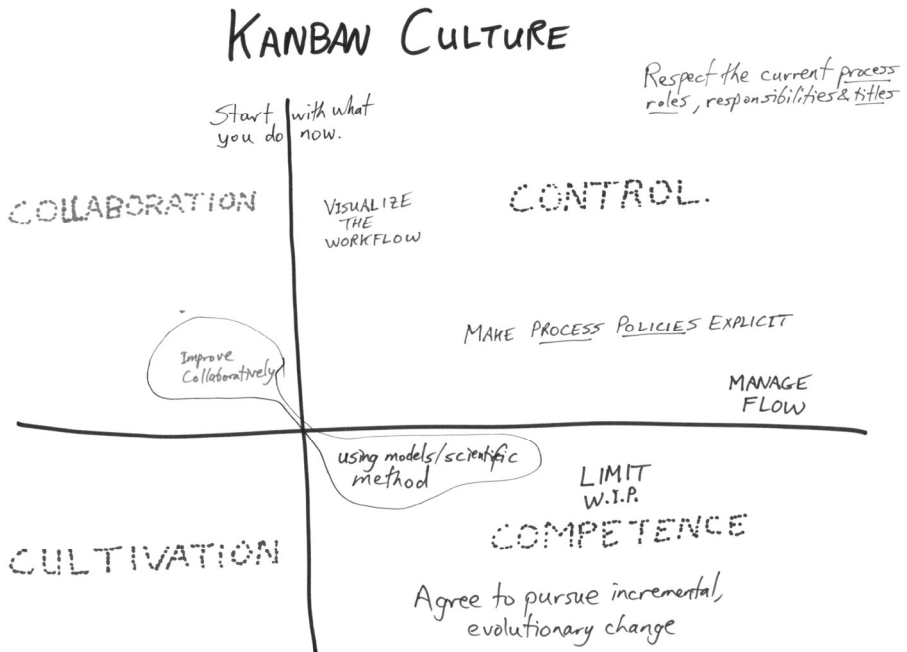 KANBAN CULTURE
Respect the current process
roles, responsibilities & titles
Start with what
you do now.
COLLABORATION
VISUALIZE
THE
WORKFLOW
CONTROL.
MAKE PROCESS POLICIES EXPLICIT
Improve
Collaboratively
MANAGE
FLOW
using models/scientific
method
LIMIT
W.I.P.
COMPETENCE
CULTIVATION
Agree to pursue incremental,
evolutionary change